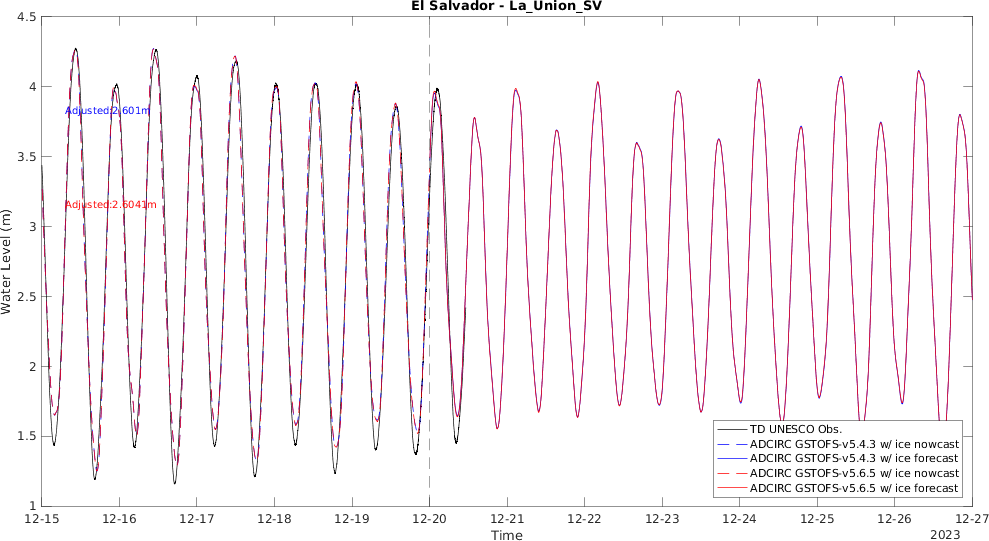 El Salvador - La_Union_SV
4.5
4
3.5
3
2.5
2
1.5
1
Water Level (m)
Adjusted:2.601m
Adjusted:2.6041m
TD UNESCO Obs.
ADCIRC GSTOFS-v5.4.3 w/ ice nowcast
ADCIRC GSTOFS-v5.4.3 w/ ice forecast
ADCIRC GSTOFS-v5.6.5 w/ ice nowcast
ADCIRC GSTOFS-v5.6.5 w/ ice forecast
12-15 12-16 12-17 12-18 12-19 12-20 12-21 12-22 12-23 12-24 12-25 12-26 12-27
Time
2023